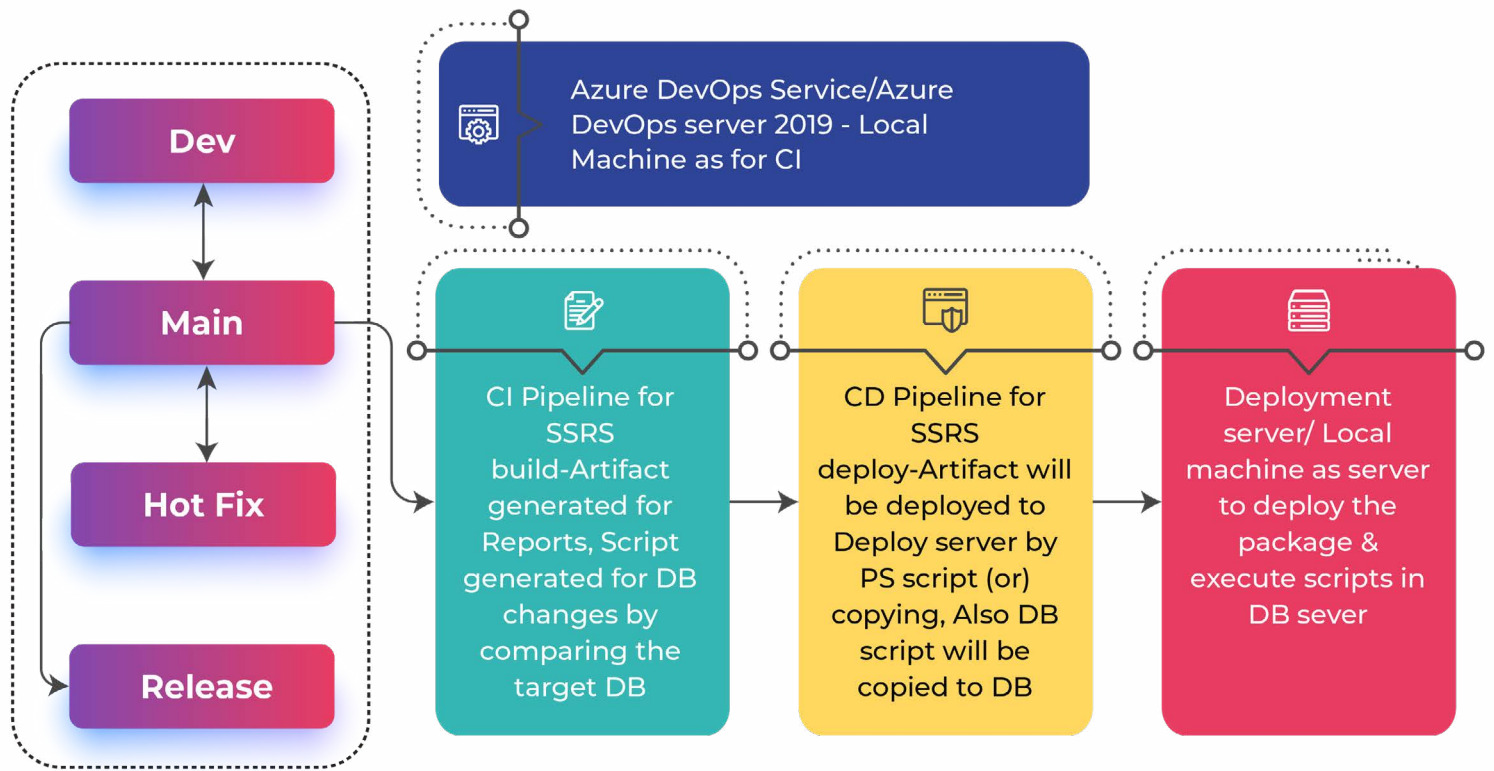 Dev
Main
Hot Fix
Release
Azure DevOps Service/Azure
DevOps server 2019 - Local
Machine as for CI
CI Pipeline for
SSRS
build-Artifact
generated for
Reports, Script
generated for DB
changes by
comparing the
target DB
CD Pipeline for
SSRS
deploy-Artifact will
be deployed to
Deploy server by
PS script (or)
copying, Also DB
script will be
copied to DB
Deployment
server/ Local
machine as server
to deploy the
package &
execute scripts in
DB sever